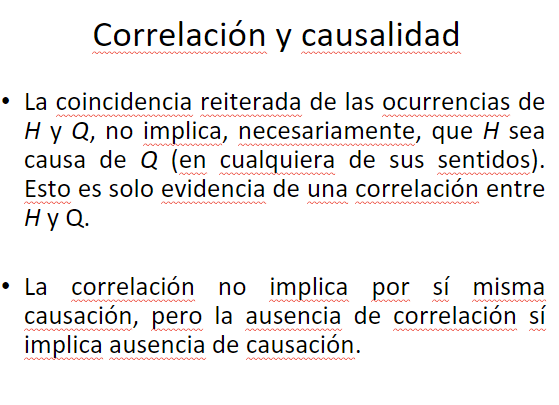 Correlación y causalidad
• La coincidencia reiterada de las ocurrencias de
H y Q, no implica, necesariamente, que H sea
causa de Q (en cualquiera de sus sentidos).
Esto es solo evidencia de una correlación entre
H y Q.
• La correlación no implica por sí misma
causación, pero la ausencia de correlación sí
implica ausencia de causación.